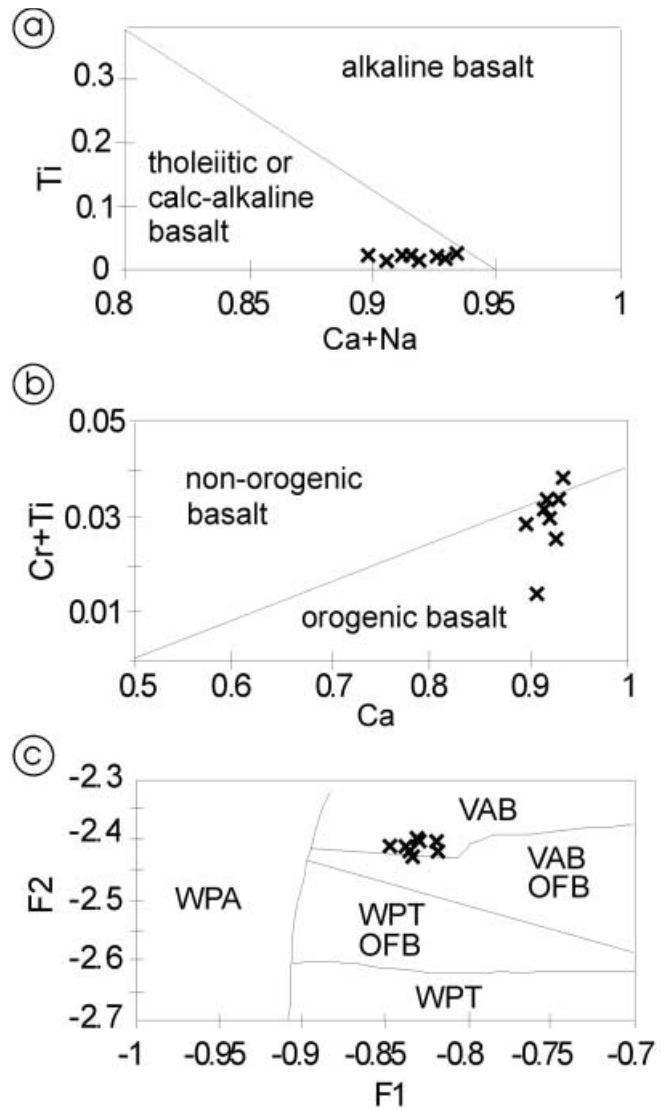 a
alkaline basalt
0.3
0.2
tholeiitic or
calc-alkaline
basalt
Ti
0.1
0
0.8
0.85
0.9
0.95
1
Ca+Na
b
0.05
non-orogenic
basalt
Cr+Ti
0.03
0.01
orogenic basalt
0.5
0.6
0.7
0.8
0.9
1
Ca
c
-2.3
VAB
-2.4
VAB
OFB
F2
-2.5
WPA
WPT
OFB
-2.6
WPT
-2.7
-1
-0.95
-0.9
-0.85
-0.8
-0.75
-0.7
F1